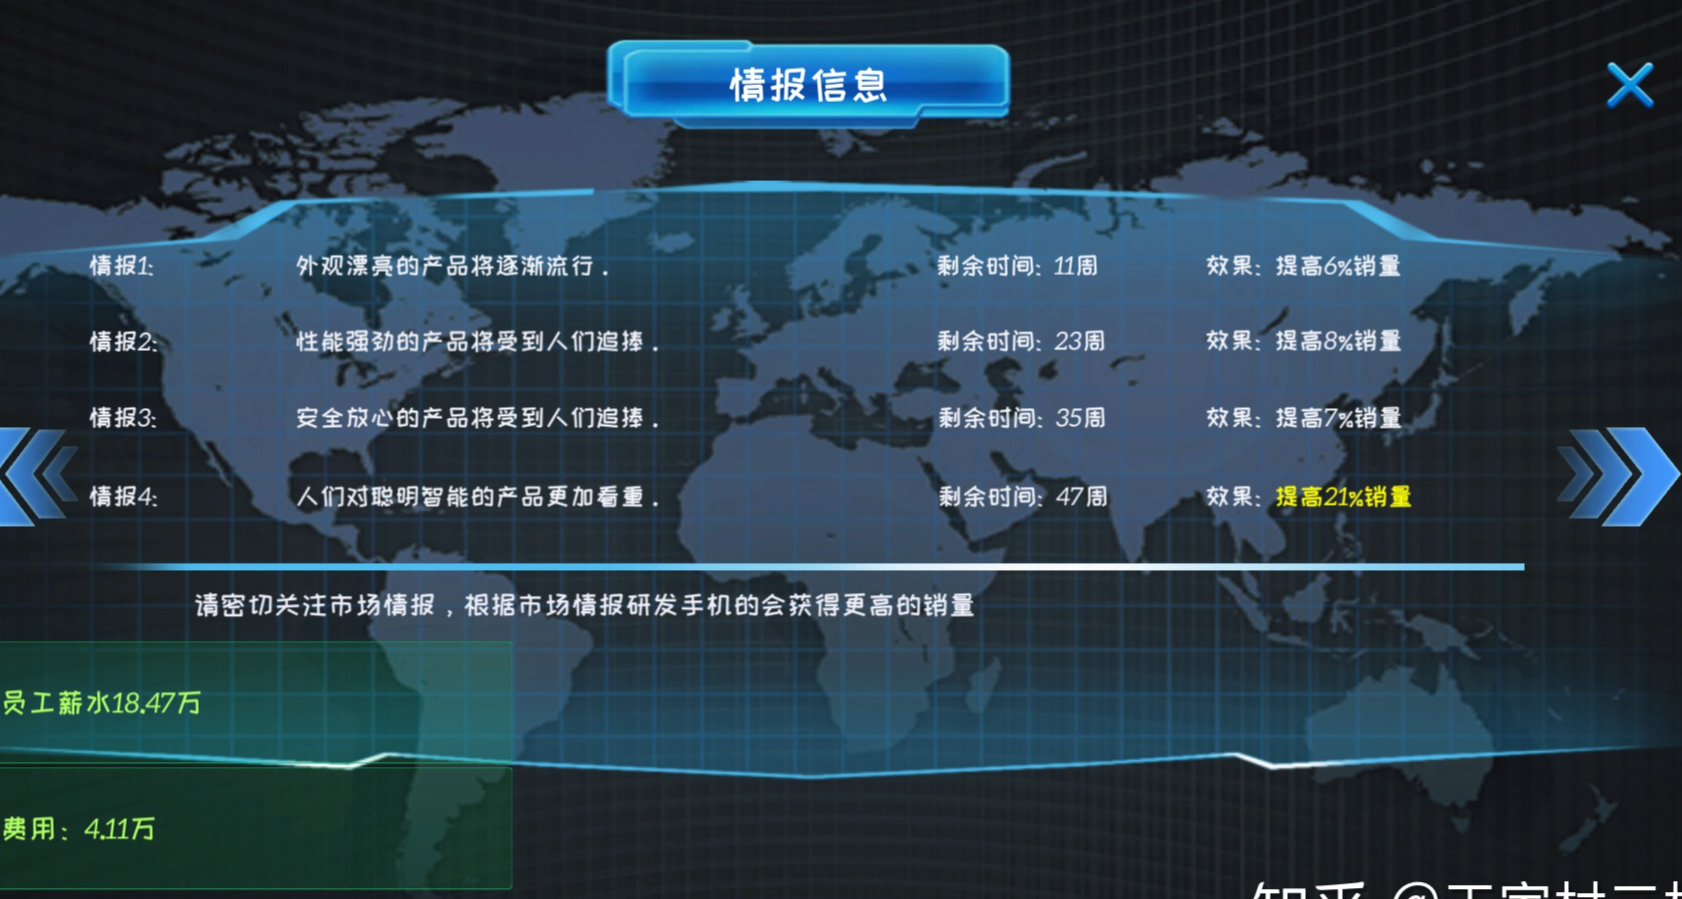 情报信息
情报1: 外观漂亮的产品将逐渐流行. 剩余时间: 11周 效果: 提高6%销量
情报2: 性能强劲的产品将受到人们追捧. 剩余时间: 23周 效果: 提高8%销量
情报3: 安全放心的产品将受到人们追捧. 剩余时间: 35周 效果: 提高7%销量
情报4: 人们对聪明智能的产品更加看重. 剩余时间: 47周 效果: 提高21%销量
请密切关注市场情报,根据市场情报研发手机的会获得更高的销量
员工薪水18.47万
费用: 4.11万
知乎